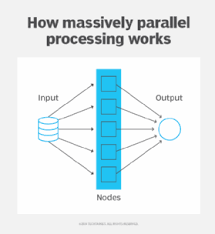 How massively parallel
processing works
Input
Output
Nodes